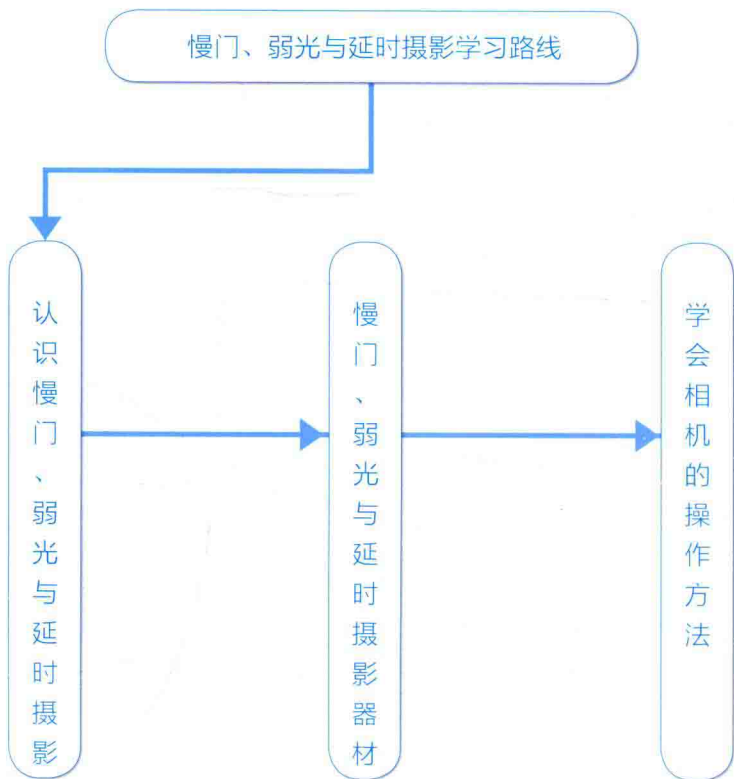 慢门、弱光与延时摄影学习路线
认识慢门、弱光与延时摄影
慢门、弱光与延时摄影器材
学会相机的操作方法